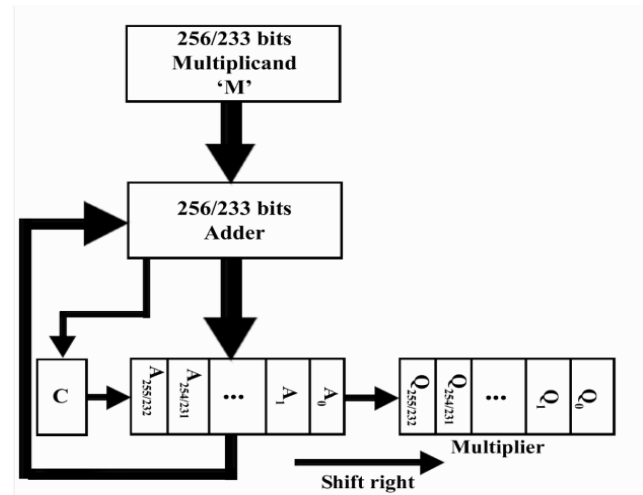 256/233 bits
Multiplicand
‘M’
256/233 bits
Adder
C
A255/232
A254/231
...
A1
A0
Q255/232
Q254/231
...
Q1
Q0
Multiplier
Shift right